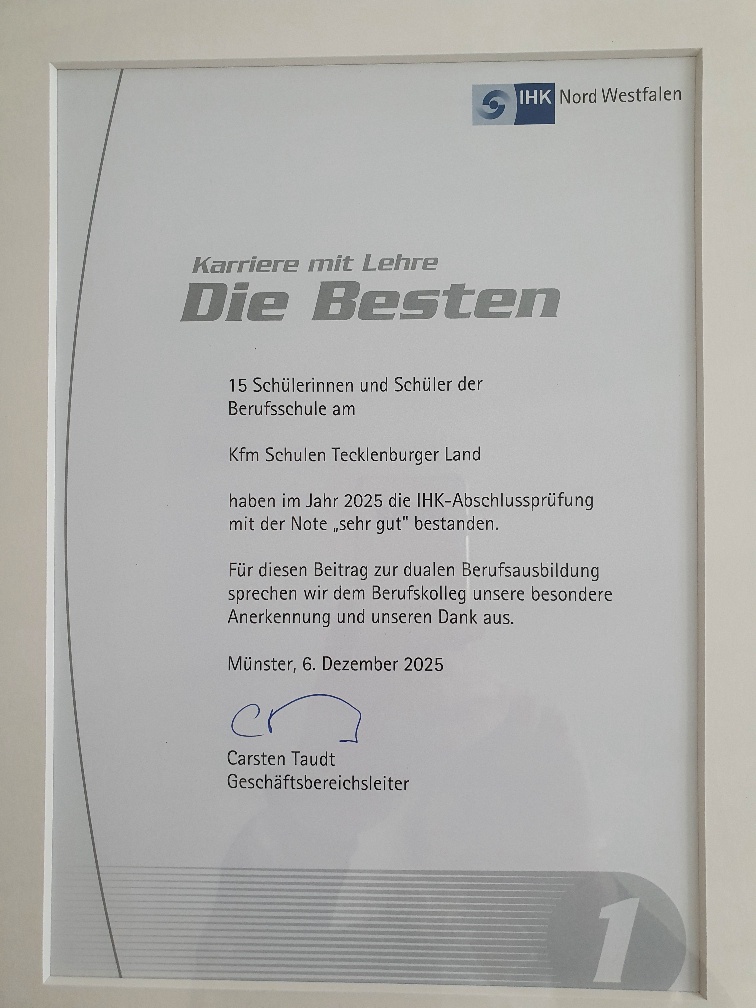 IHK Nord Westfalen
Karriere mit Lehre
Die Besten
15 Schülerinnen und Schüler der
Berufsschule am
Kfm Schulen Tecklenburger Land
haben im Jahr 2025 die IHK-Abschlussprüfung
mit der Note „sehr gut" bestanden.
Für diesen Beitrag zur dualen Berufsausbildung
sprechen wir dem Berufskolleg unsere besondere
Anerkennung und unseren Dank aus.
Münster, 6. Dezember 2025
Carsten Taudt
Geschäftsbereichsleiter
1